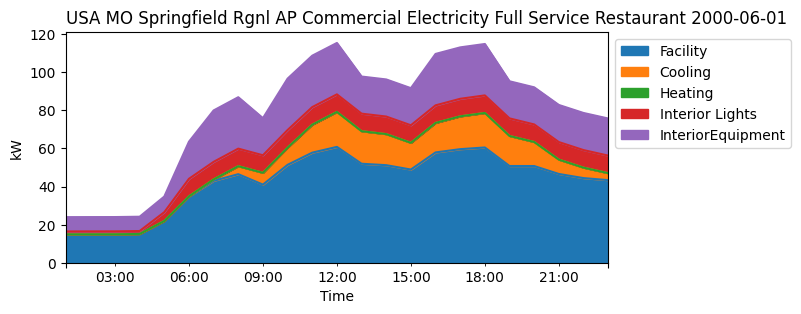 USA MO Springfield Rgnl AP Commercial Electricity Full Service Restaurant 2000-06-01
120
100
80
60
40
20
0
kW
03:00 06:00 09:00 12:00 15:00 18:00 21:00
Time
Facility
Cooling
Heating
Interior Lights
InteriorEquipment